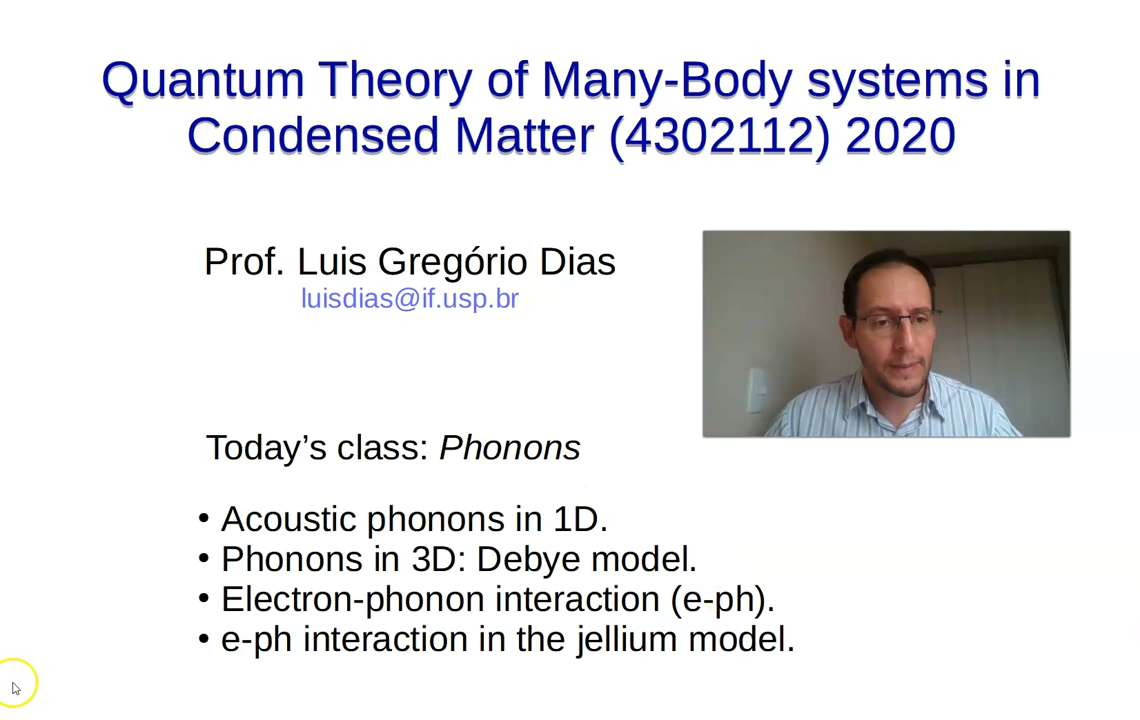 Quantum Theory of Many-Body systems in
Condensed Matter (4302112) 2020
Prof. Luis Gregório Dias
luisdias@if.usp.br
Today’s class: Phonons
• Acoustic phonons in 1D.
• Phonons in 3D: Debye model.
• Electron-phonon interaction (e-ph).
• e-ph interaction in the jellium model.